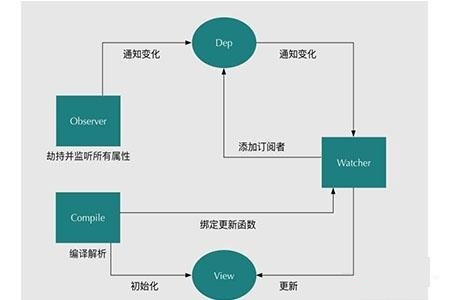 Dep
通知变化
通知变化
Observer
劫持并监听所有属性
添加订阅者
Watcher
Compile
绑定更新函数
编译解析
初始化
View
更新